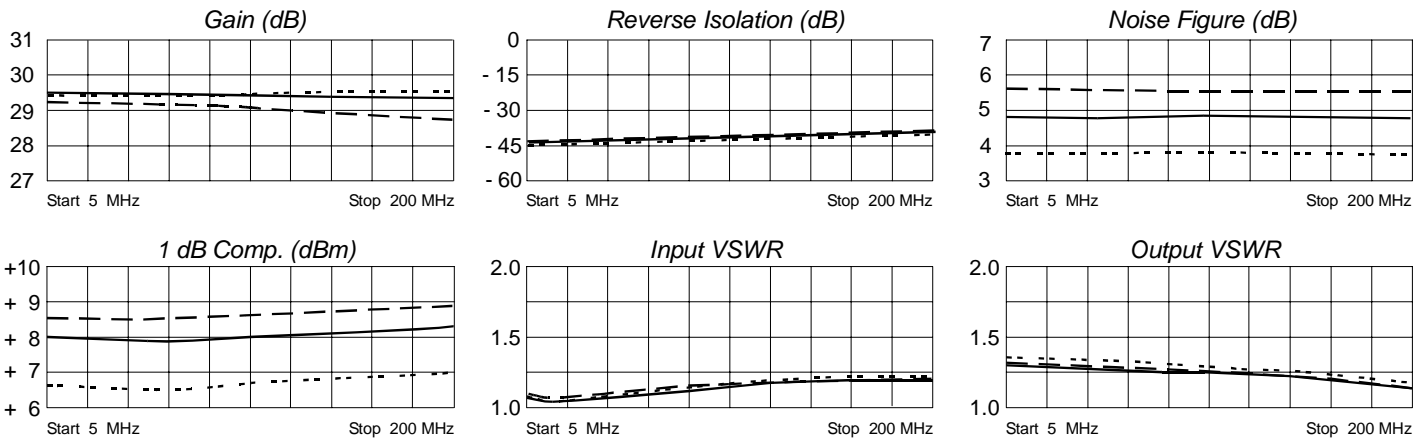 Gain (dB)
31
30
29
28
27
Start 5 MHz
Stop 200 MHz
Reverse Isolation (dB)
0
- 15
- 30
- 45
- 60
Start 5 MHz
Stop 200 MHz
Noise Figure (dB)
7
6
5
4
3
Start 5 MHz
Stop 200 MHz
1 dB Comp. (dBm)
+10
+ 9
+ 8
+ 7
+ 6
Start 5 MHz
Stop 200 MHz
Input VSWR
2.0
1.5
1.0
Start 5 MHz
Stop 200 MHz
Output VSWR
2.0
1.5
1.0
Start 5 MHz
Stop 200 MHz